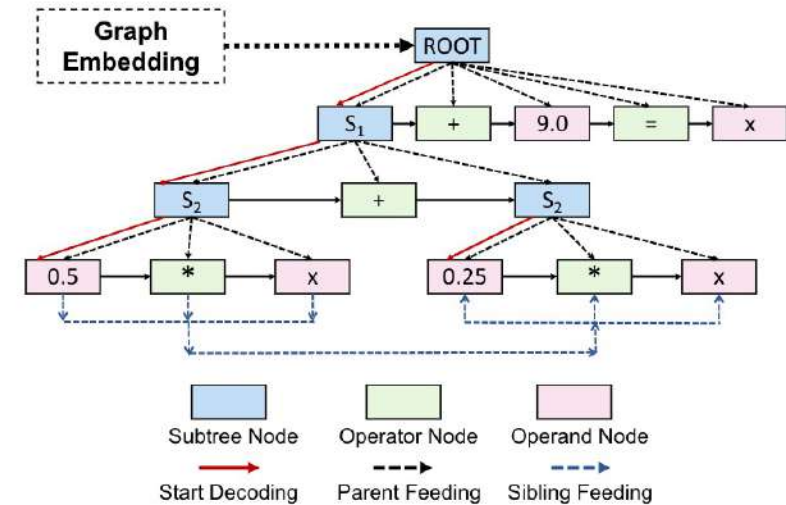 Graph
Embedding
ROOT
S₁ + 9.0 = x
S₂ + S₂
0.5 * x 0.25 * x
Subtree Node Operator Node Operand Node
Start Decoding Parent Feeding Sibling Feeding